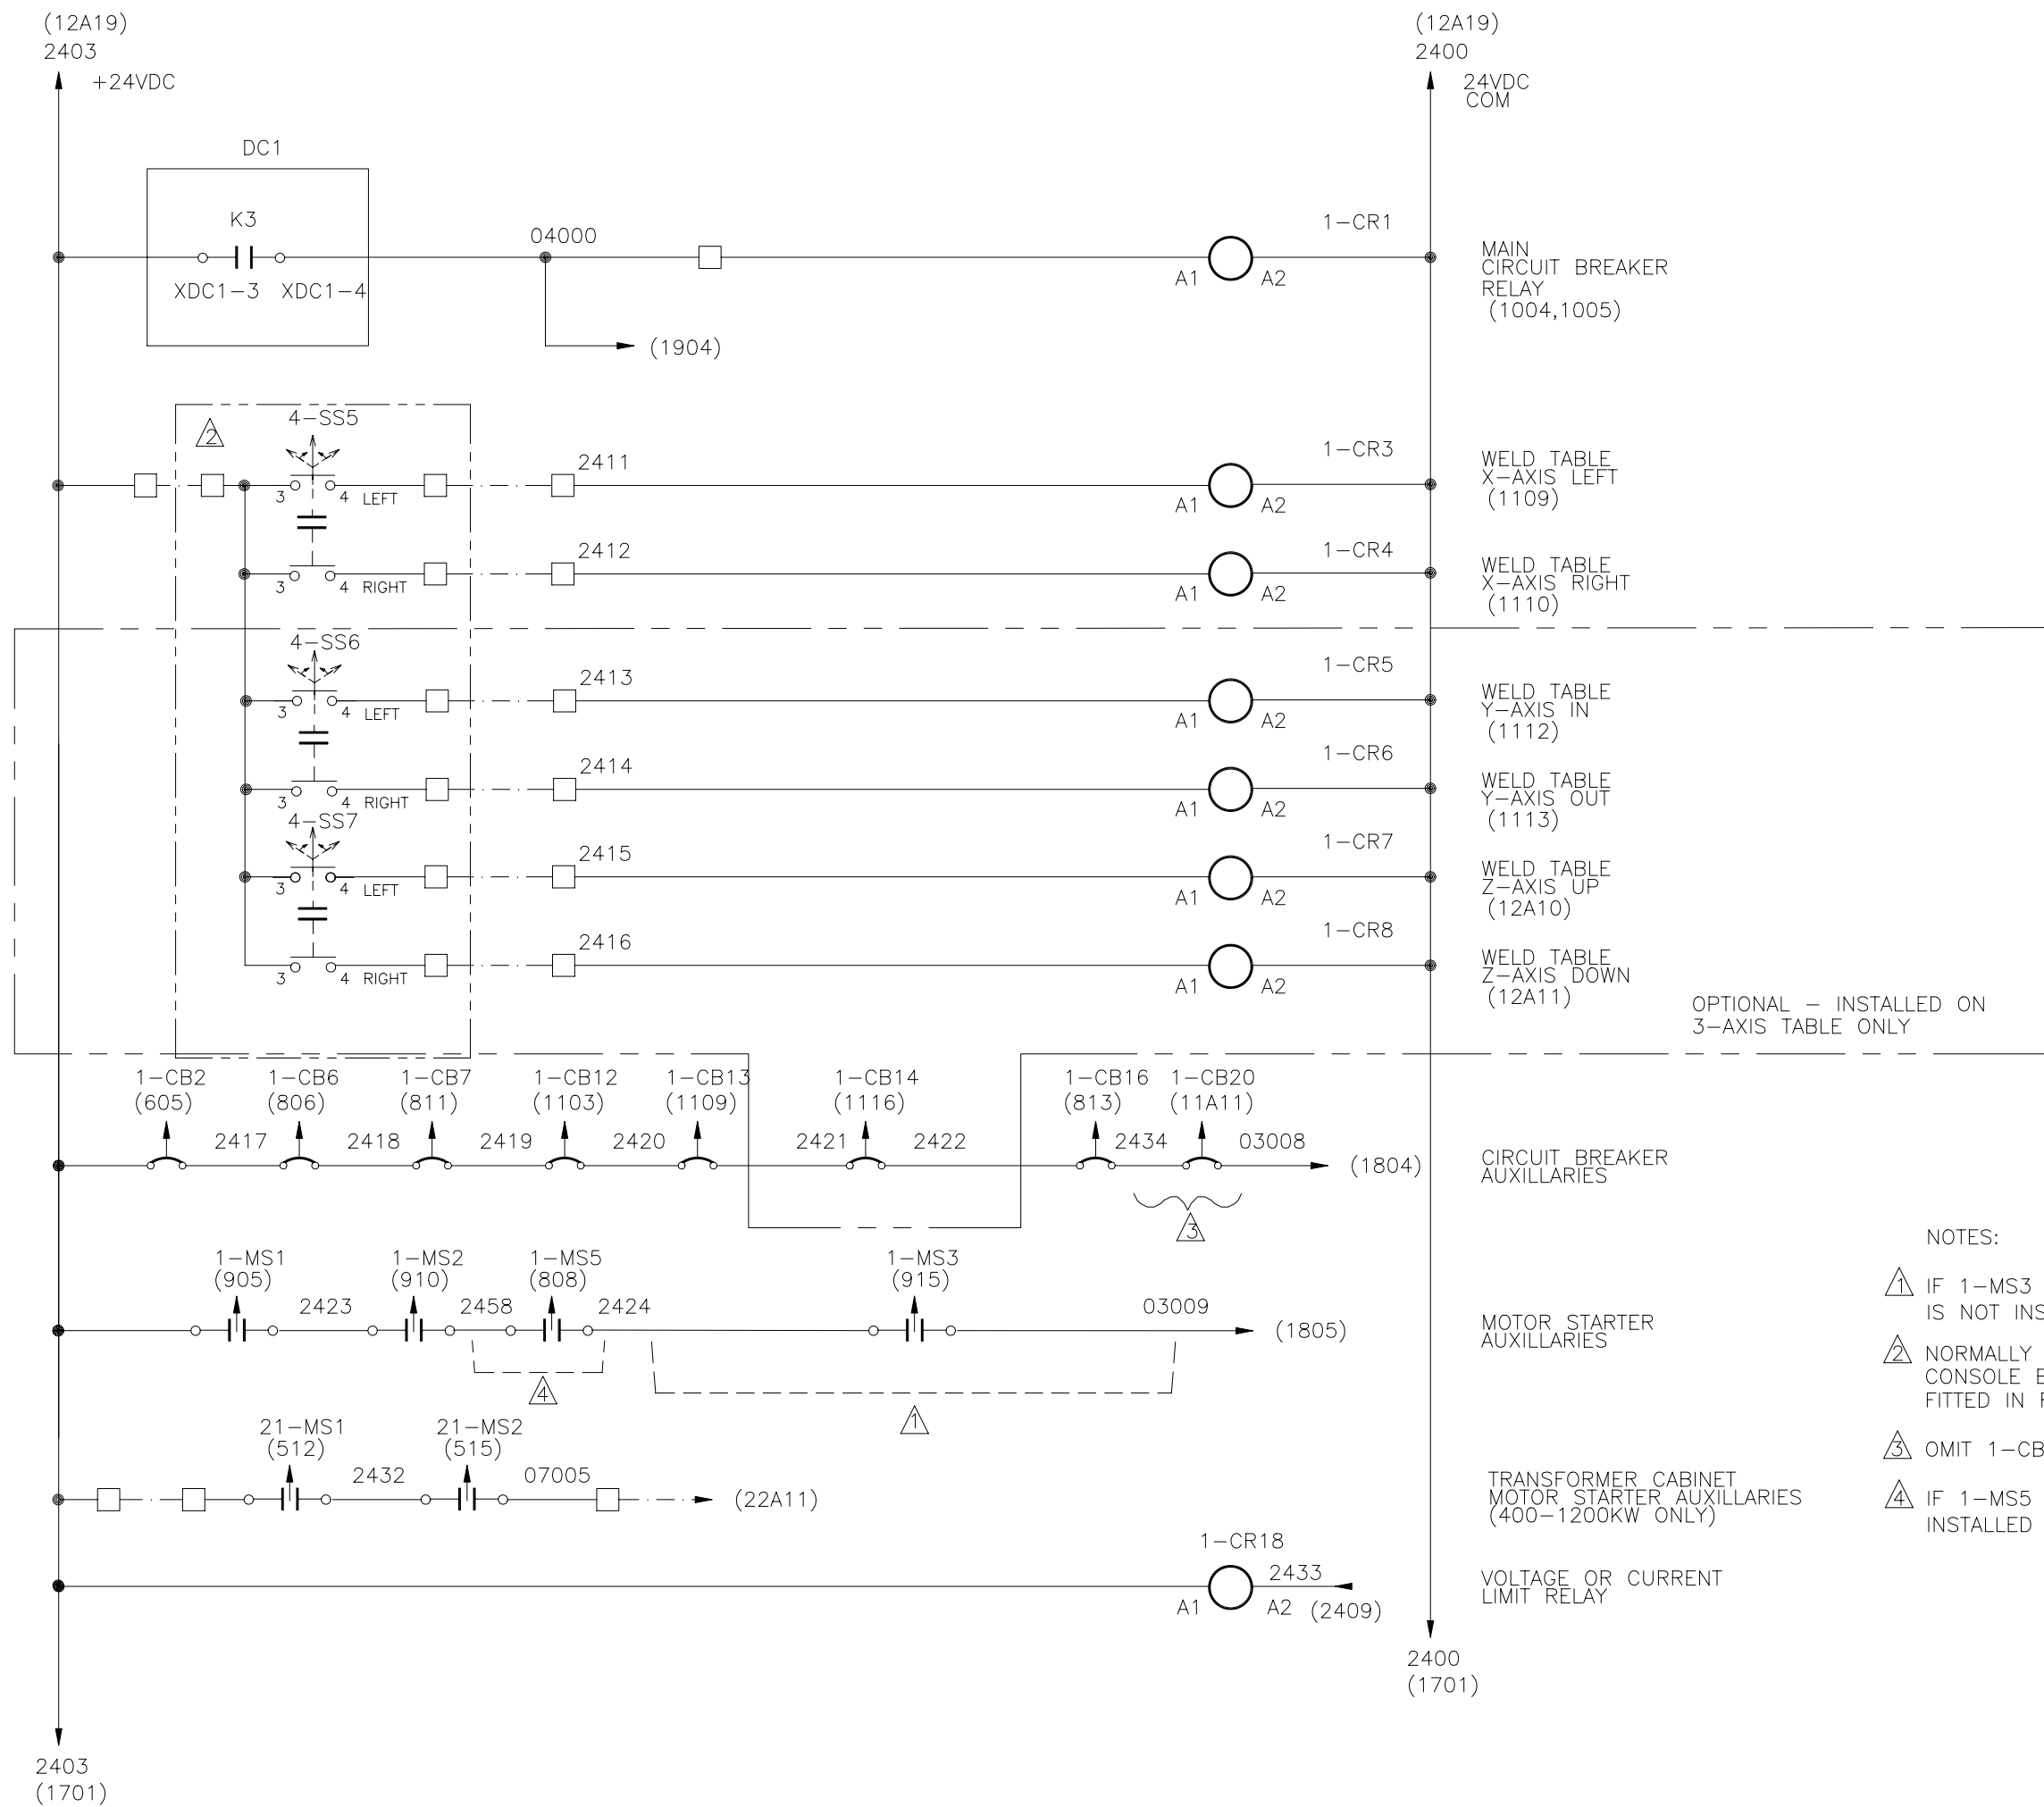 (12A19)
2403
+24VDC
(12A19)
2400
24VDC
COM
DC1
K3
XDC1-3 XDC1-4
04000
(1904)
1-CR1
A1 A2
MAIN
CIRCUIT BREAKER
RELAY
(1004,1005)
2
4-SS5
3 4 LEFT
2411
1-CR3
A1 A2
WELD TABLE
X-AXIS LEFT
(1109)
3 4 RIGHT
2412
1-CR4
A1 A2
WELD TABLE
X-AXIS RIGHT
(1110)
4-SS6
3 4 LEFT
2413
1-CR5
A1 A2
WELD TABLE
Y-AXIS IN
(1112)
3 4 RIGHT
2414
1-CR6
A1 A2
WELD TABLE
Y-AXIS OUT
(1113)
4-SS7
3 4 LEFT
2415
1-CR7
A1 A2
WELD TABLE
Z-AXIS UP
(12A10)
3 4 RIGHT
2416
1-CR8
A1 A2
WELD TABLE
Z-AXIS DOWN
(12A11)
OPTIONAL - INSTALLED ON
3-AXIS TABLE ONLY
1-CB2 1-CB6 1-CB7 1-CB12 1-CB13 1-CB14 1-CB16 1-CB20
(605) (806) (811) (1103) (1109) (1116) (813) (11A11)
2417 2418 2419 2420 2421 2422 2434 03008
(1804)
CIRCUIT BREAKER
AUXILLARIES
3
1-MS1 1-MS2 1-MS5 1-MS3
(905) (910) (808) (915)
2423 2458 2424 03009
(1805)
MOTOR STARTER
AUXILLARIES
4
1
21-MS1 21-MS2
(512) (515)
2432 07005
(22A11)
TRANSFORMER CABINET
MOTOR STARTER AUXILLARIES
(400-1200KW ONLY)
1-CR18
2433
A1 A2 (2409)
VOLTAGE OR CURRENT
LIMIT RELAY
NOTES:
1 IF 1-MS3
IS NOT INS
2 NORMALLY
CONSOLE E
FITTED IN
3 OMIT 1-CB
4 IF 1-MS5
INSTALLED
2400
(1701)
2403
(1701)